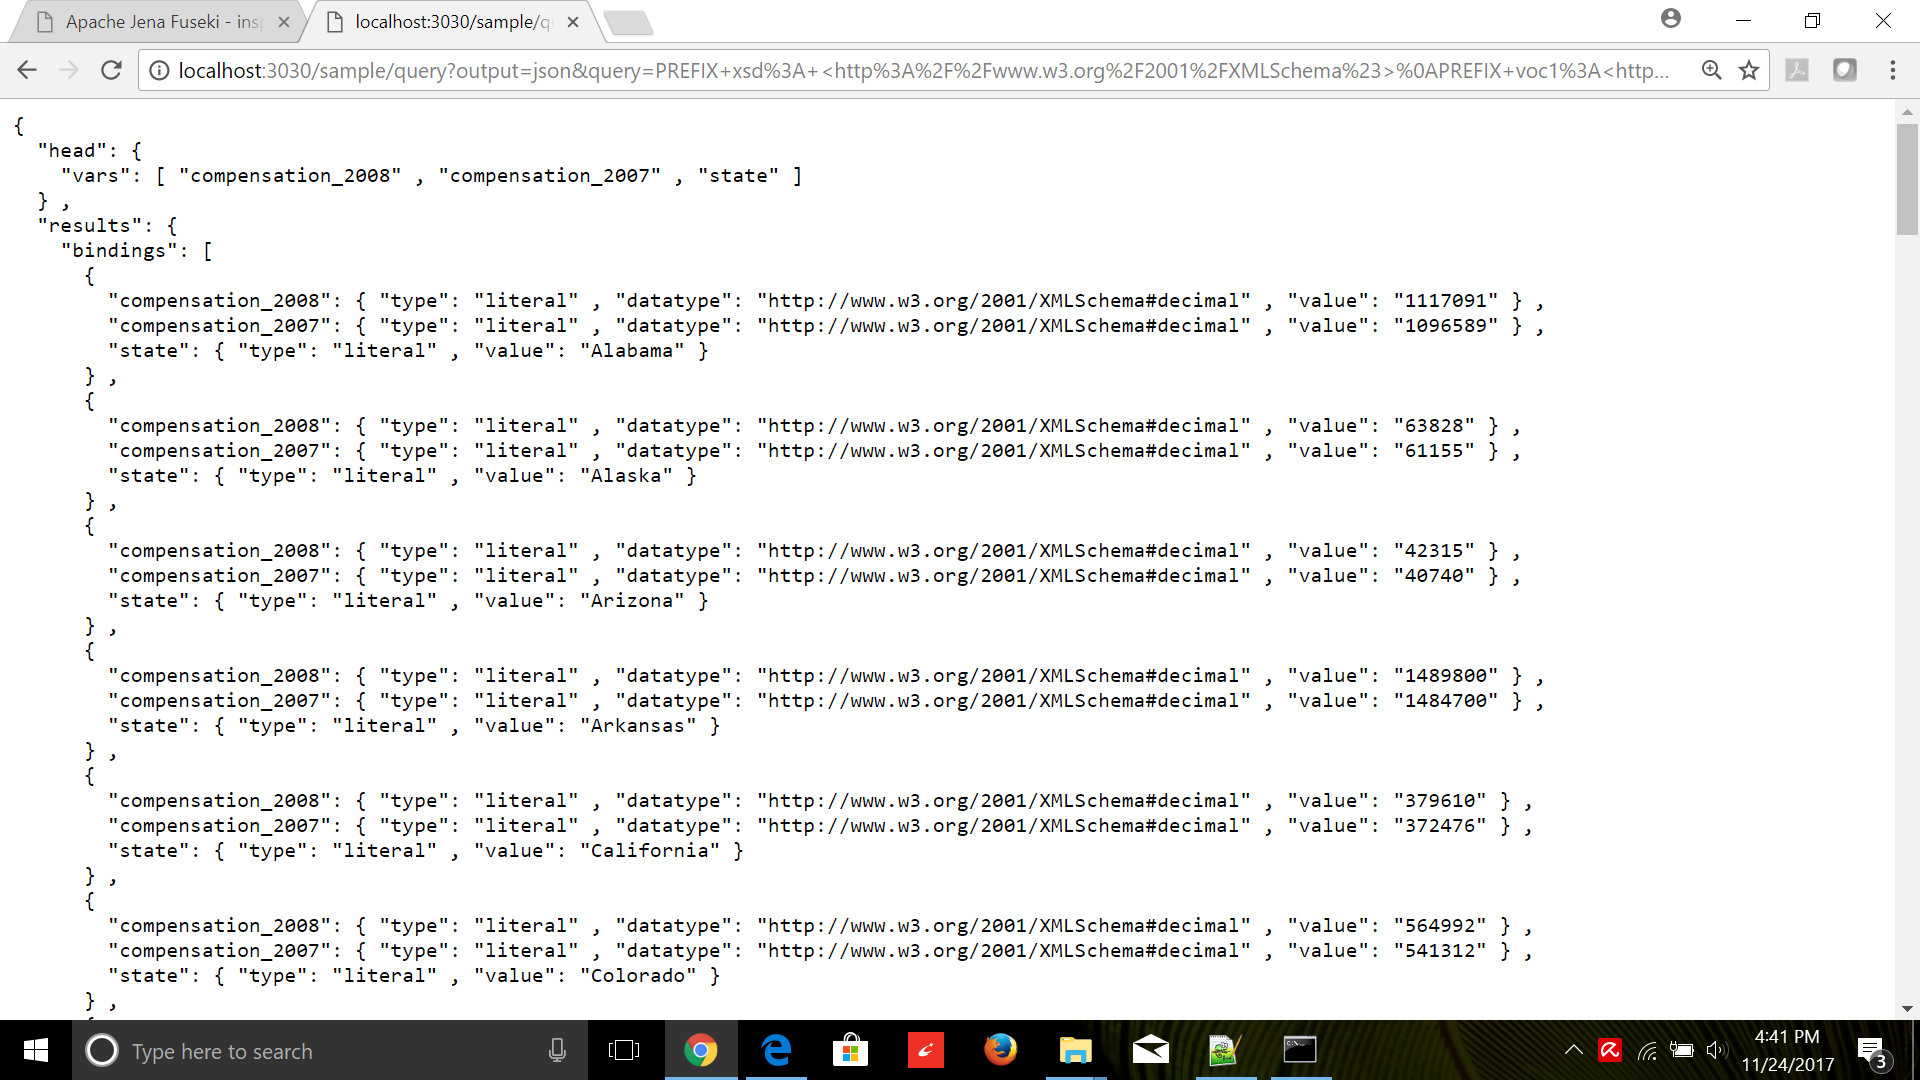 Apache Jena Fuseki - ins
localhost:3030/sample/q
localhost:3030/sample/query?output=json&query=PREFIX+xsd%3A+<http%3A%2F%2Fwww.w3.org%2F2001%2FXMLSchema%23>%0APREFIX+voc1%3A<http...
{
"head": {
"vars": [ "compensation_2008" , "compensation_2007" , "state" ]
} ,
"results": {
"bindings": [
{
"compensation_2008": { "type": "literal" , "datatype": "http://www.w3.org/2001/XMLSchema#decimal" , "value": "1117091" } ,
"compensation_2007": { "type": "literal" , "datatype": "http://www.w3.org/2001/XMLSchema#decimal" , "value": "1096589" } ,
"state": { "type": "literal" , "value": "Alabama" }
} ,
{
"compensation_2008": { "type": "literal" , "datatype": "http://www.w3.org/2001/XMLSchema#decimal" , "value": "63828" } ,
"compensation_2007": { "type": "literal" , "datatype": "http://www.w3.org/2001/XMLSchema#decimal" , "value": "61155" } ,
"state": { "type": "literal" , "value": "Alaska" }
} ,
{
"compensation_2008": { "type": "literal" , "datatype": "http://www.w3.org/2001/XMLSchema#decimal" , "value": "42315" } ,
"compensation_2007": { "type": "literal" , "datatype": "http://www.w3.org/2001/XMLSchema#decimal" , "value": "40740" } ,
"state": { "type": "literal" , "value": "Arizona" }
} ,
{
"compensation_2008": { "type": "literal" , "datatype": "http://www.w3.org/2001/XMLSchema#decimal" , "value": "1489800" } ,
"compensation_2007": { "type": "literal" , "datatype": "http://www.w3.org/2001/XMLSchema#decimal" , "value": "1484700" } ,
"state": { "type": "literal" , "value": "Arkansas" }
} ,
{
"compensation_2008": { "type": "literal" , "datatype": "http://www.w3.org/2001/XMLSchema#decimal" , "value": "379610" } ,
"compensation_2007": { "type": "literal" , "datatype": "http://www.w3.org/2001/XMLSchema#decimal" , "value": "372476" } ,
"state": { "type": "literal" , "value": "California" }
} ,
{
"compensation_2008": { "type": "literal" , "datatype": "http://www.w3.org/2001/XMLSchema#decimal" , "value": "564992" } ,
"compensation_2007": { "type": "literal" , "datatype": "http://www.w3.org/2001/XMLSchema#decimal" , "value": "541312" } ,
"state": { "type": "literal" , "value": "Colorado" }
} ,
Type here to search
4:41 PM
11/24/2017
3